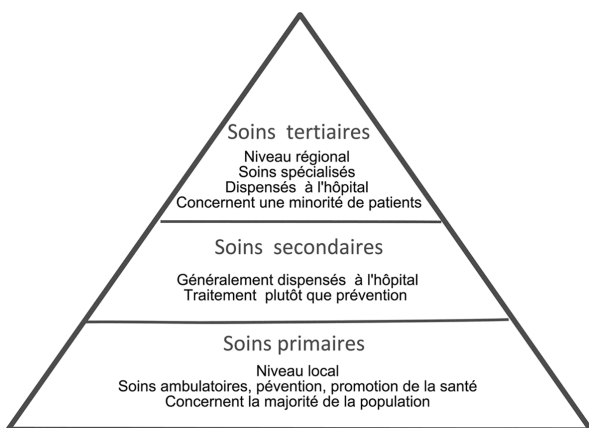 Soins tertiaires
Niveau régional
Soins spécialisés
Dispensés à l'hôpital
Concernent une minorité de patients
Soins secondaires
Généralement dispensés à l'hôpital
Traitement plutôt que prévention
Soins primaires
Niveau local
Soins ambulatoires, pévention, promotion de la santé
Concernent la majorité de la population